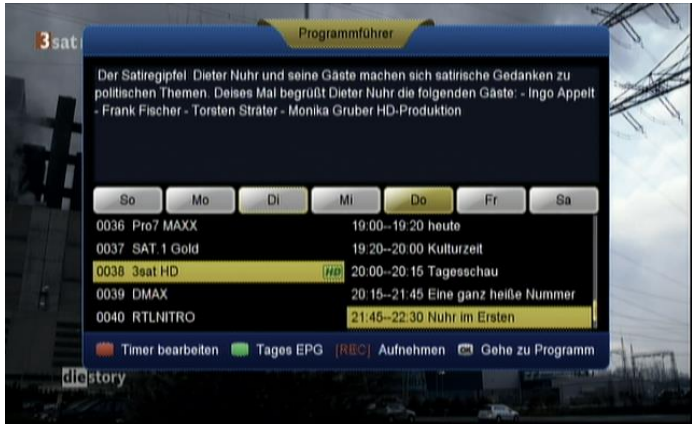 3sat
Programmführer
Der Satiregipfel Dieter Nuhr und seine Gäste machen sich satirische Gedanken zu
politischen Themen. Deises Mal begrüßt Dieter Nuhr die folgenden Gäste: - Ingo Appelt
- Frank Fischer - Torsten Sträter - Monika Gruber HD-Produktion
So Mo Di Mi Do Fr Sa
0036 Pro7 MAXX 19:00--19:20 heute
0037 SAT.1 Gold 19:20--20:00 Kulturzeit
0038 3sat HD HD 20:00--20:15 Tagesschau
0039 DMAX 20:15--21:45 Eine ganz heiße Nummer
0040 RTLNITRO 21:45--22:30 Nuhr im Ersten
Timer bearbeiten Tages EPG [REC] Aufnehmen OK Gehe zu Programm
diestory